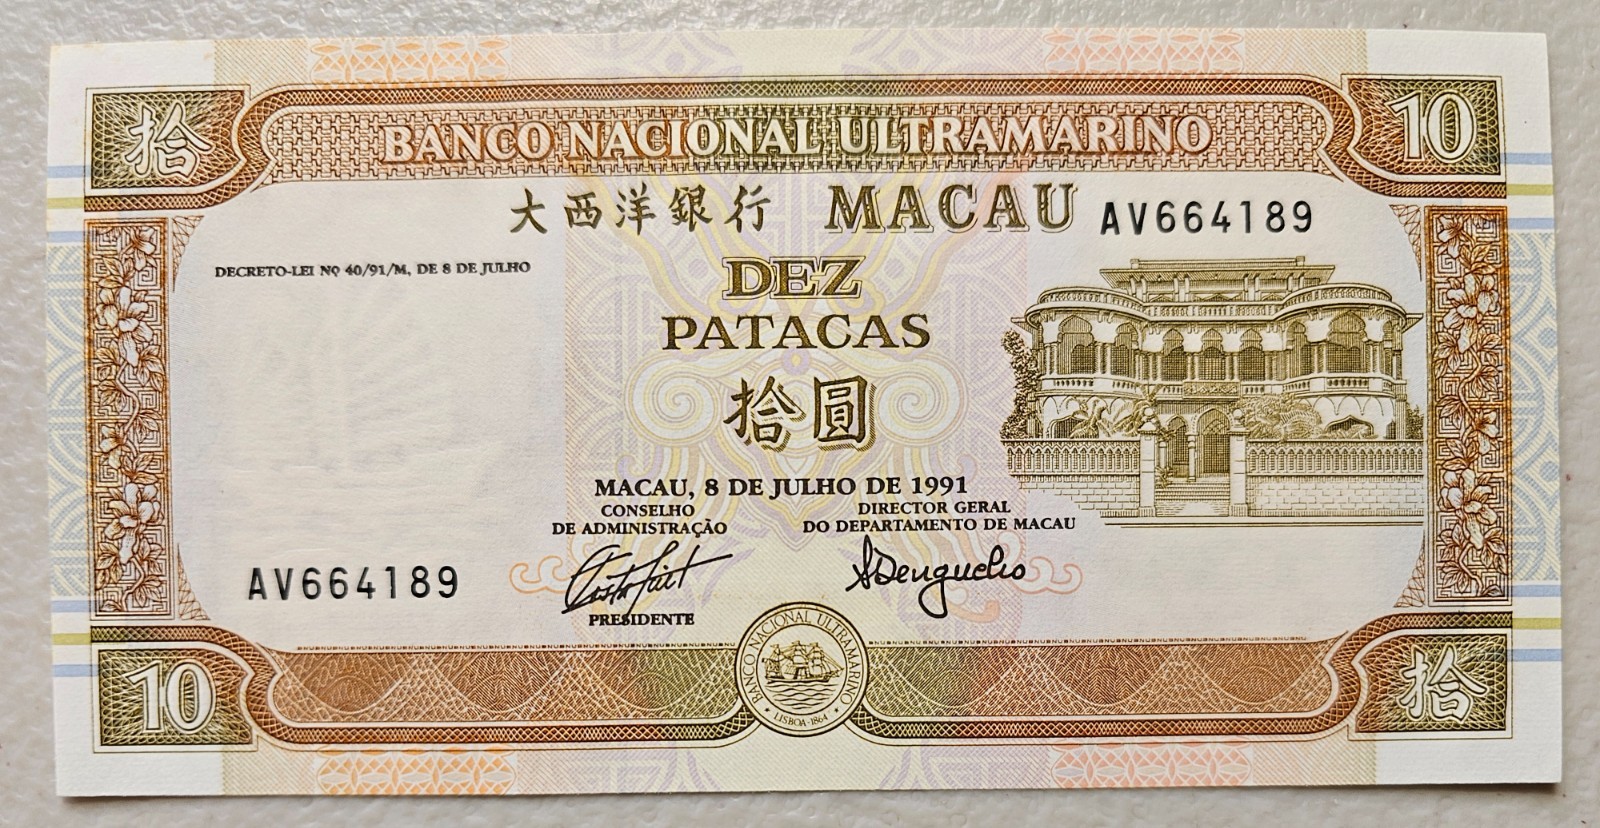 拾
BANCO NACIONAL ULTRAMARINO
10
大西洋銀行 MACAU AV664189
DECRETO-LEI Nº 40/91/M, DE 8 DE JULHO
DEZ
PATACAS
拾圓
MACAU, 8 DE JULHO DE 1991
CONSELHO
DE ADMINISTRAÇÃO
DIRECTOR GERAL
DO DEPARTAMENTO DE MACAU
AV664189
PRESIDENTE
10
BANCO NACIONAL ULTRAMARINO
LISBOA·1864
拾